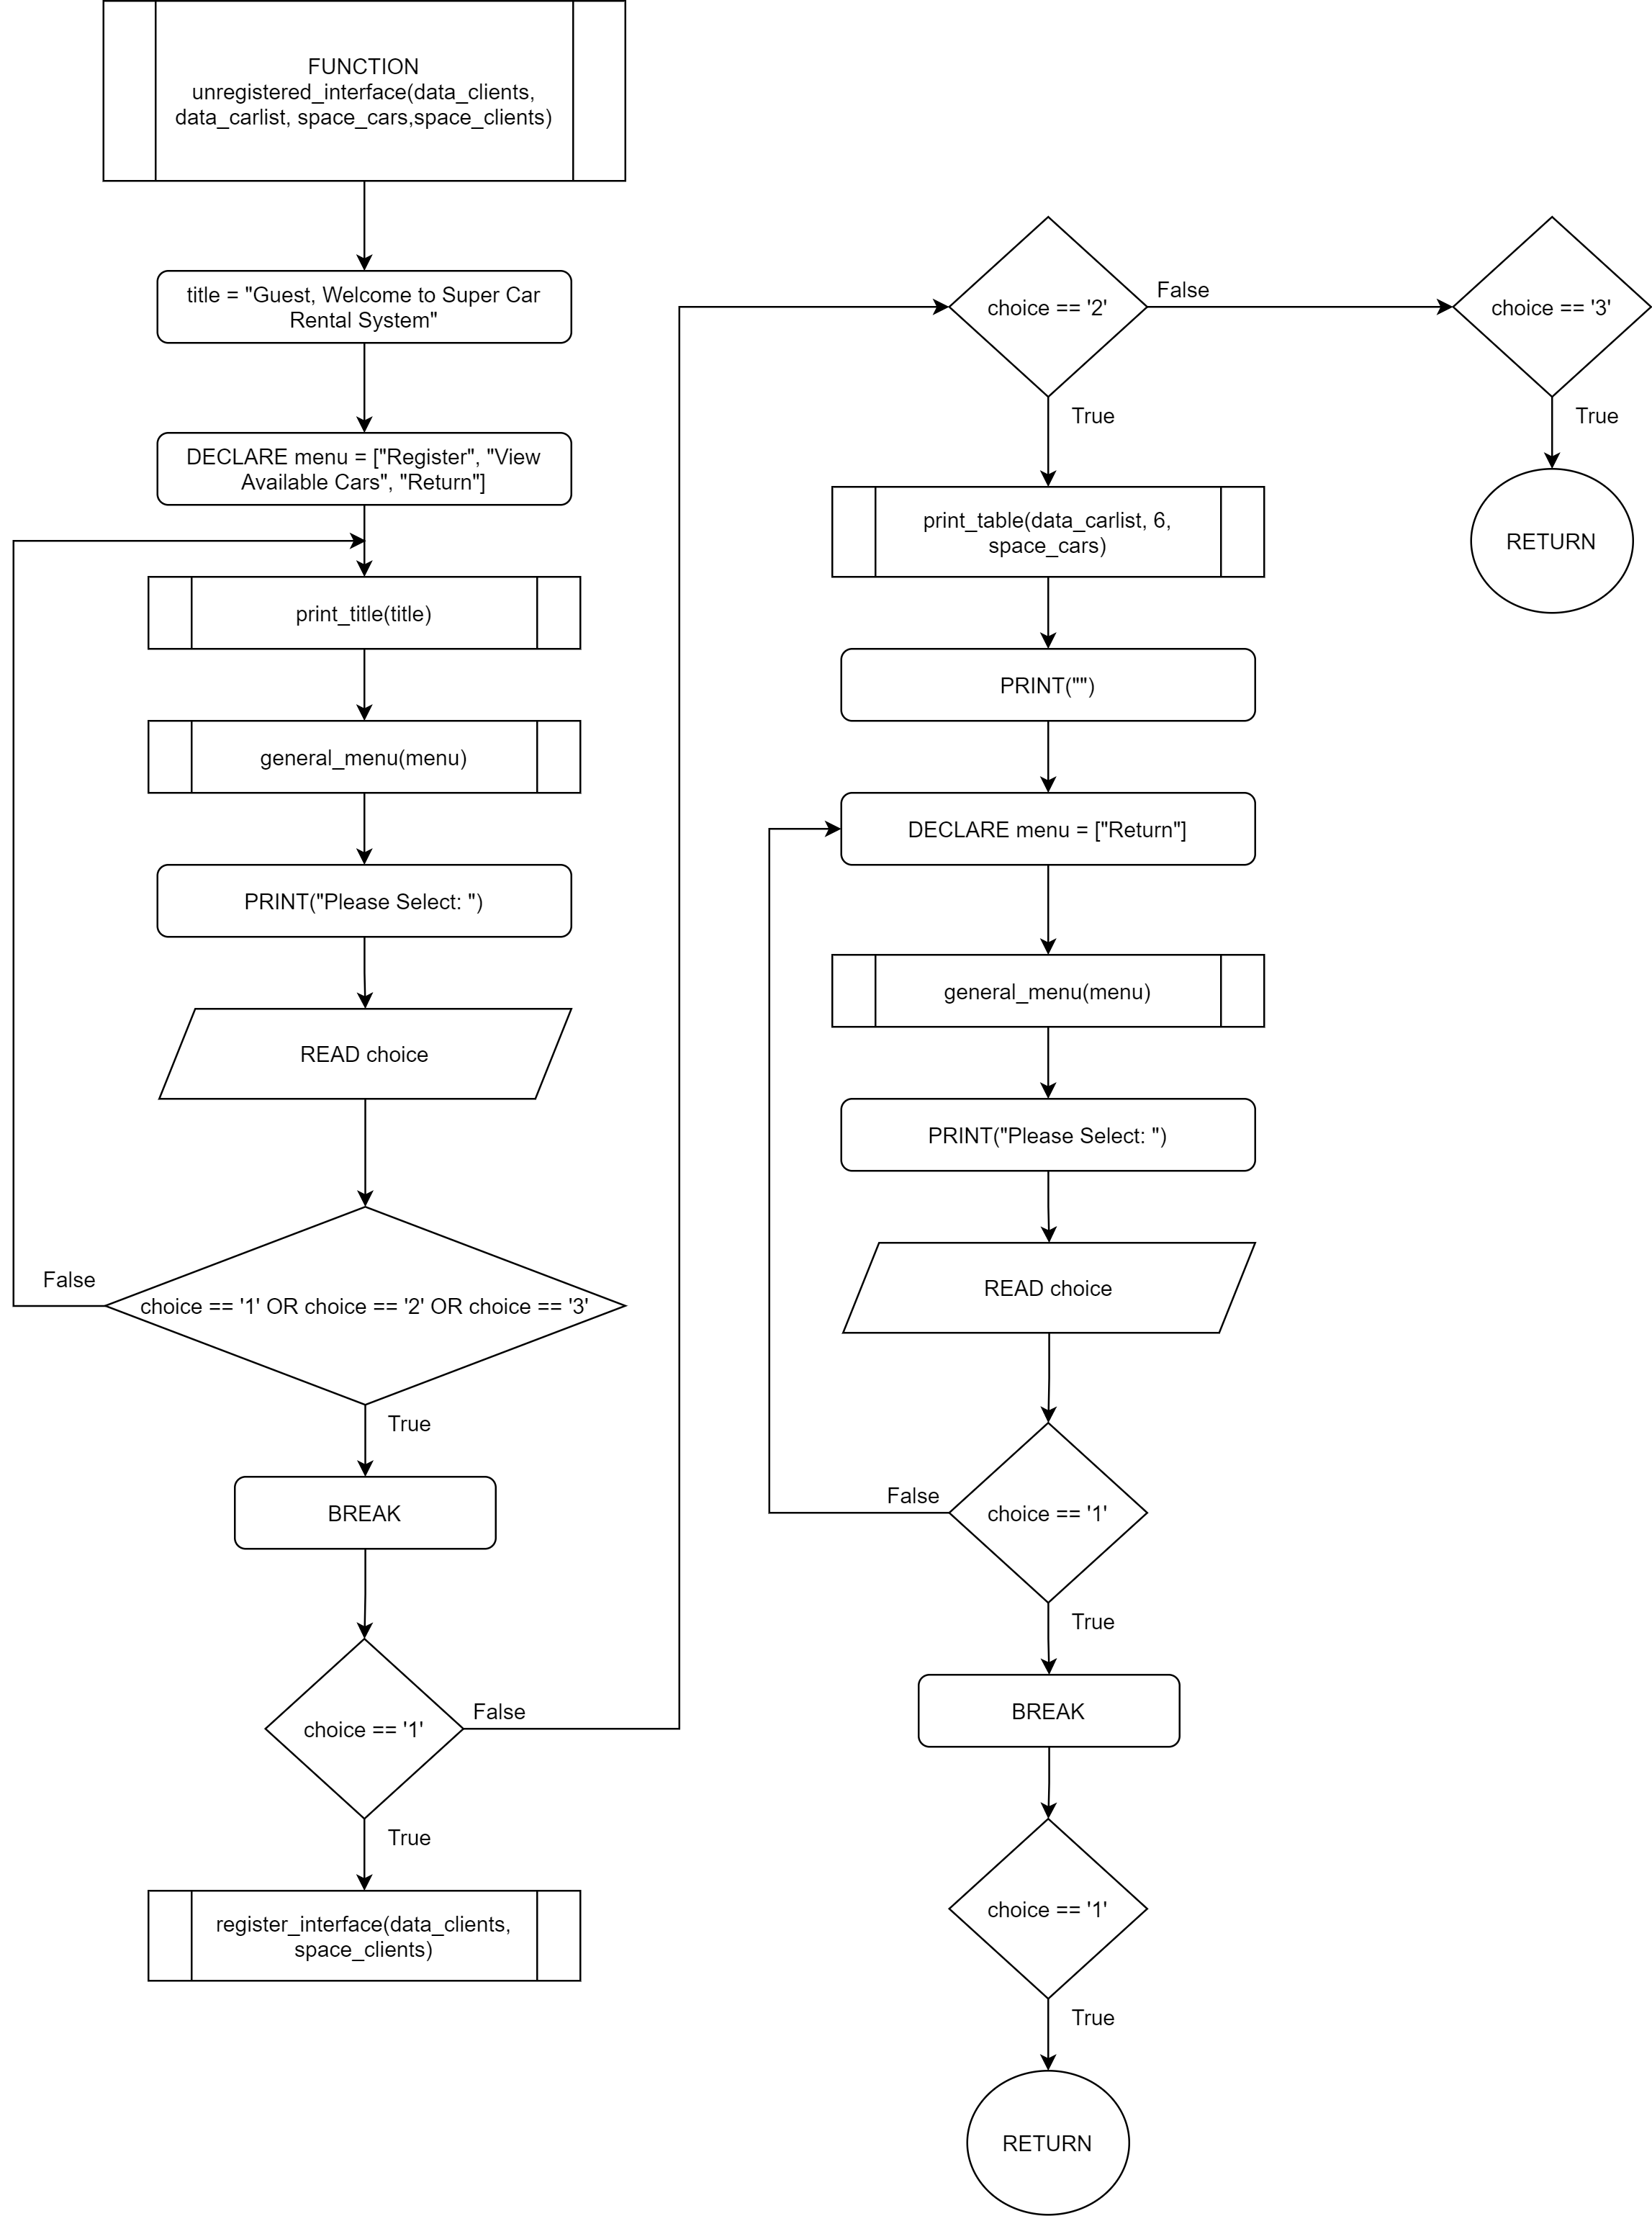 FUNCTION
unregistered_interface(data_clients,
data_carlist, space_cars,space_clients)
title = "Guest, Welcome to Super Car
Rental System"
DECLARE menu = ["Register", "View
Available Cars", "Return"]
print_title(title)
general_menu(menu)
PRINT("Please Select: ")
READ choice
False
choice == '1' OR choice == '2' OR choice == '3'
True
BREAK
choice == '1'
False
True
register_interface(data_clients,
space_clients)
choice == '2'
False
True
print_table(data_carlist, 6,
space_cars)
PRINT("")
DECLARE menu = ["Return"]
general_menu(menu)
PRINT("Please Select: ")
READ choice
False
choice == '1'
True
BREAK
choice == '1'
True
RETURN
choice == '3'
True
RETURN